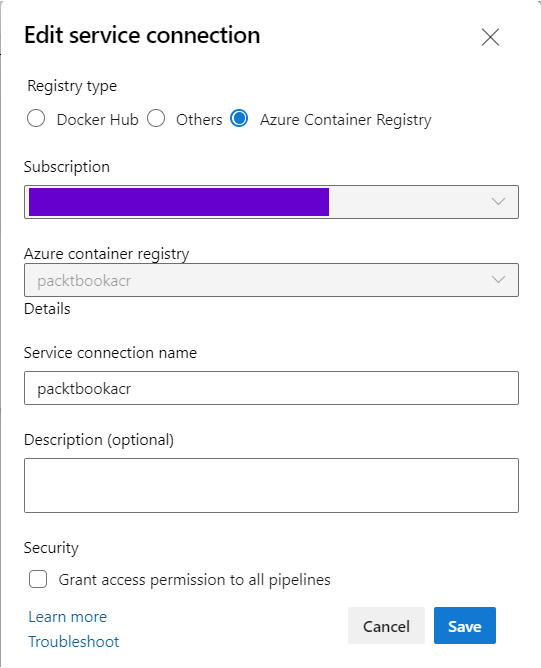 Edit service connection
Registry type
Docker Hub Others Azure Container Registry
Subscription
Azure container registry
packtbookacr
Details
Service connection name
packtbookacr
Description (optional)
Security
Grant access permission to all pipelines
Learn more
Troubleshoot
Cancel Save